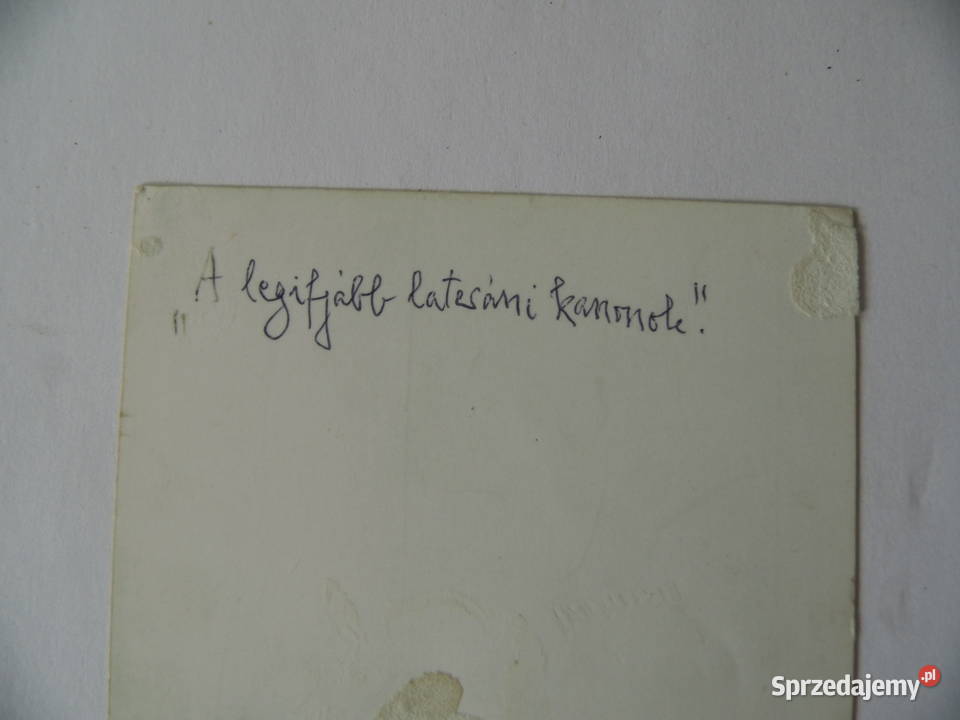 „A legifjabb lateráni kanonok".
Sprzedajemy.pl